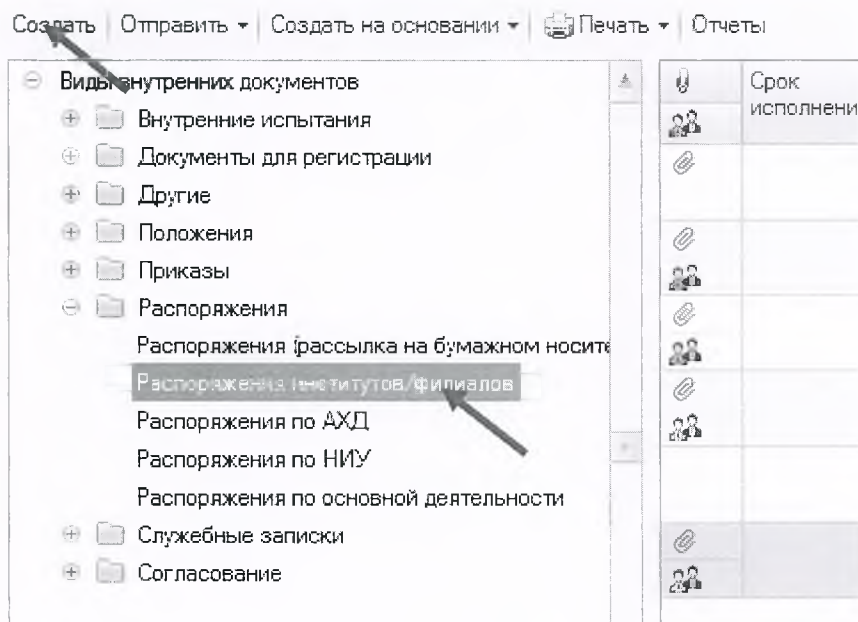 Создать Отправить Создать на основании Печать Отчеты
Виды внутренних документов
Внутренние испытания
Документы для регистрации
Другие
Положения
Приказы
Распоряжения
Распоряжения (рассылка на бумажном носите
Распоряжения институтов/филиалов
Распоряжения по АХД
Распоряжения по НИУ
Распоряжения по основной деятельности
Служебные записки
Согласование
Срок
исполнени